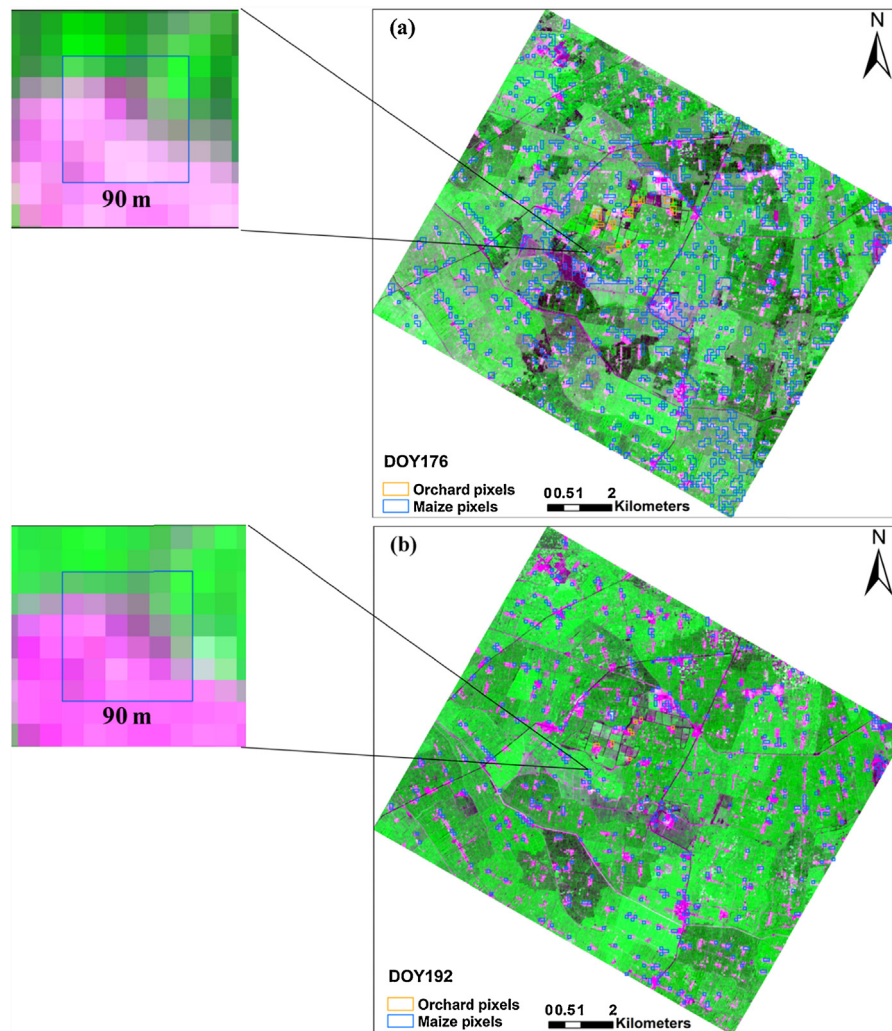 (a)
N
90 m
DOY176
Orchard pixels
Maize pixels
0 0.5 1 2
Kilometers
(b)
N
90 m
DOY192
Orchard pixels
Maize pixels
0 0.5 1 2
Kilometers